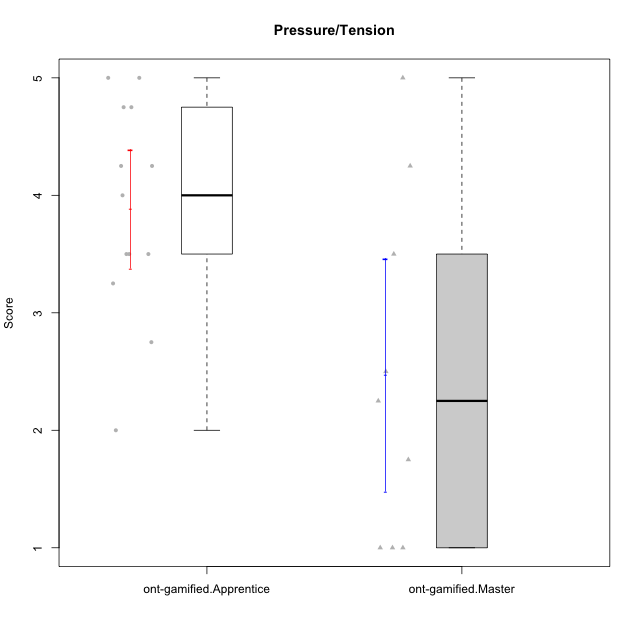 Pressure/Tension
Score
5
4
3
2
1
ont-gamified.Apprentice
ont-gamified.Master